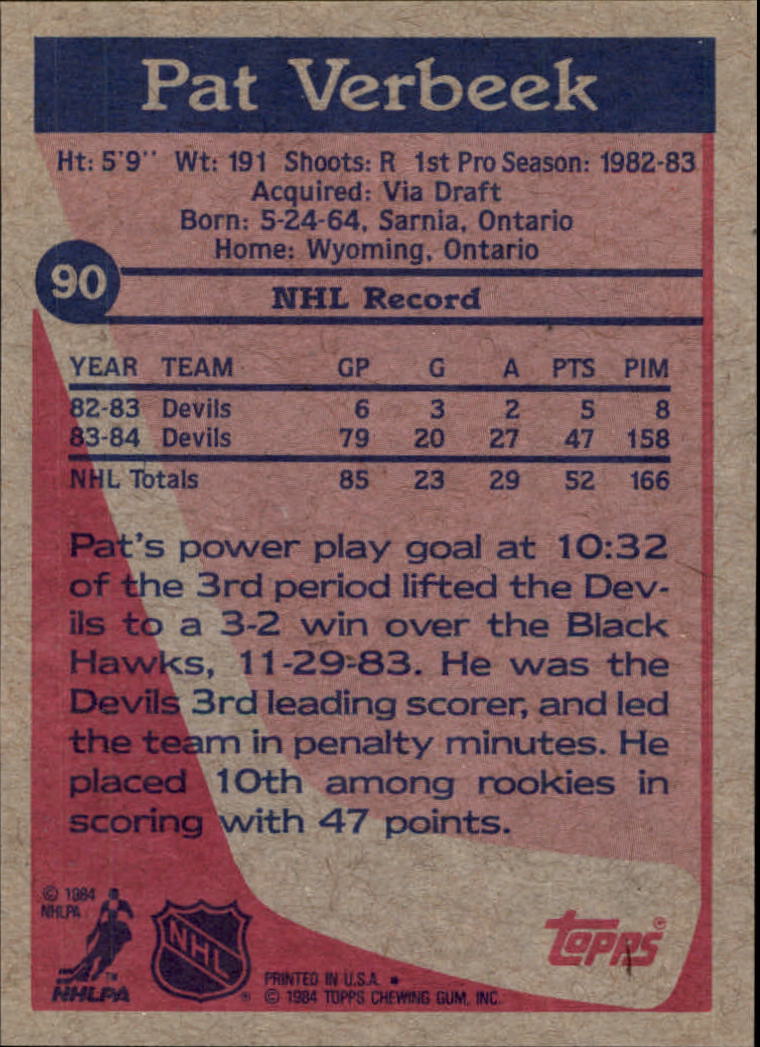 Pat Verbeek
Ht: 5'9'' Wt: 191 Shoots: R 1st Pro Season: 1982-83
Acquired: Via Draft
Born: 5-24-64, Sarnia, Ontario
Home: Wyoming, Ontario
90
NHL Record
YEAR TEAM GP G A PTS PIM
82-83 Devils 6 3 2 5 8
83-84 Devils 79 20 27 47 158
NHL Totals 85 23 29 52 166
Pat's power play goal at 10:32
of the 3rd period lifted the Dev-
ils to a 3-2 win over the Black
Hawks, 11-29-83. He was the
Devils 3rd leading scorer, and led
the team in penalty minutes. He
placed 10th among rookies in
scoring with 47 points.
© 1984
NHLPA
NHLPA ™
NHL ®
PRINTED IN U.S.A. *
© 1984 TOPPS CHEWING GUM, INC.
topps ©